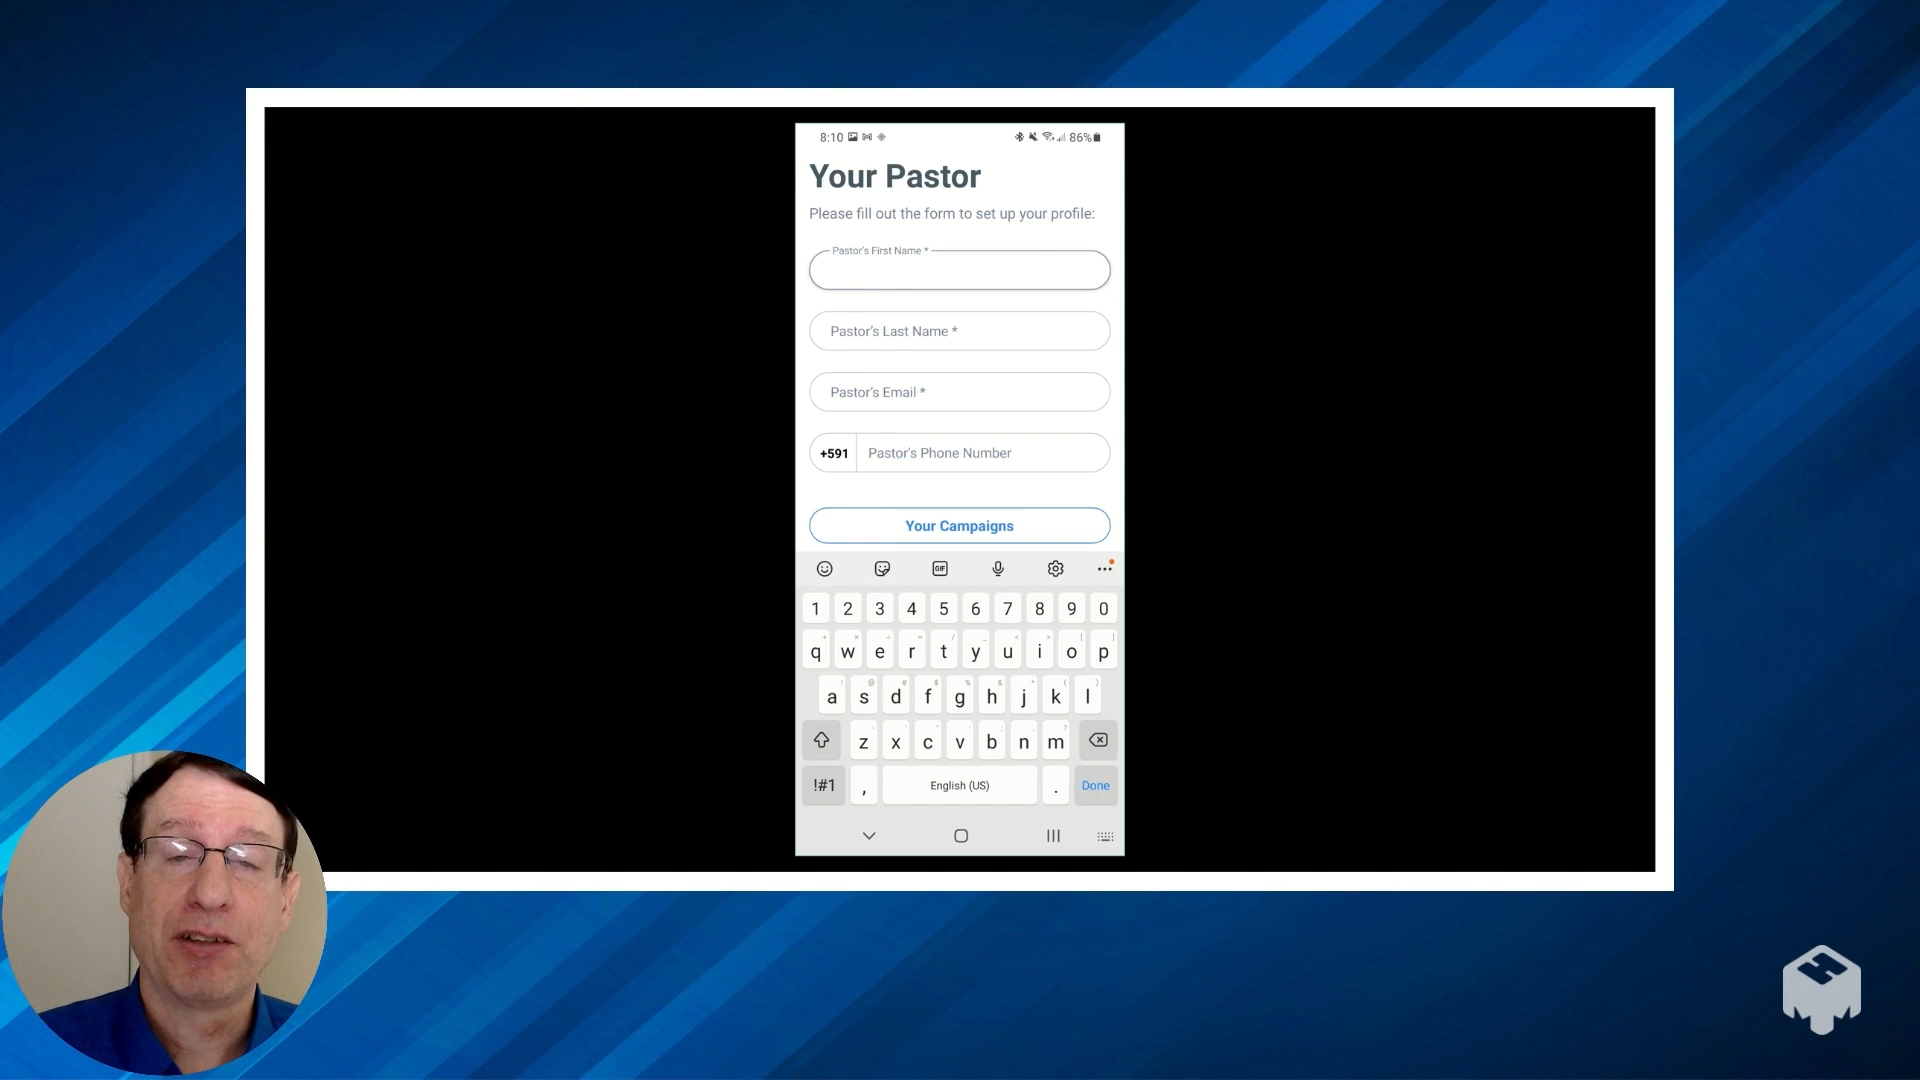 8:10 86%
Your Pastor
Please fill out the form to set up your profile:
Pastor's First Name *
Pastor's Last Name *
Pastor's Email *
+591 Pastor's Phone Number
Your Campaigns
GIF
1 2 3 4 5 6 7 8 9 0
q w e r t y u i o p
a s d f g h j k l
z x c v b n m
!#1 , English (US) . Done